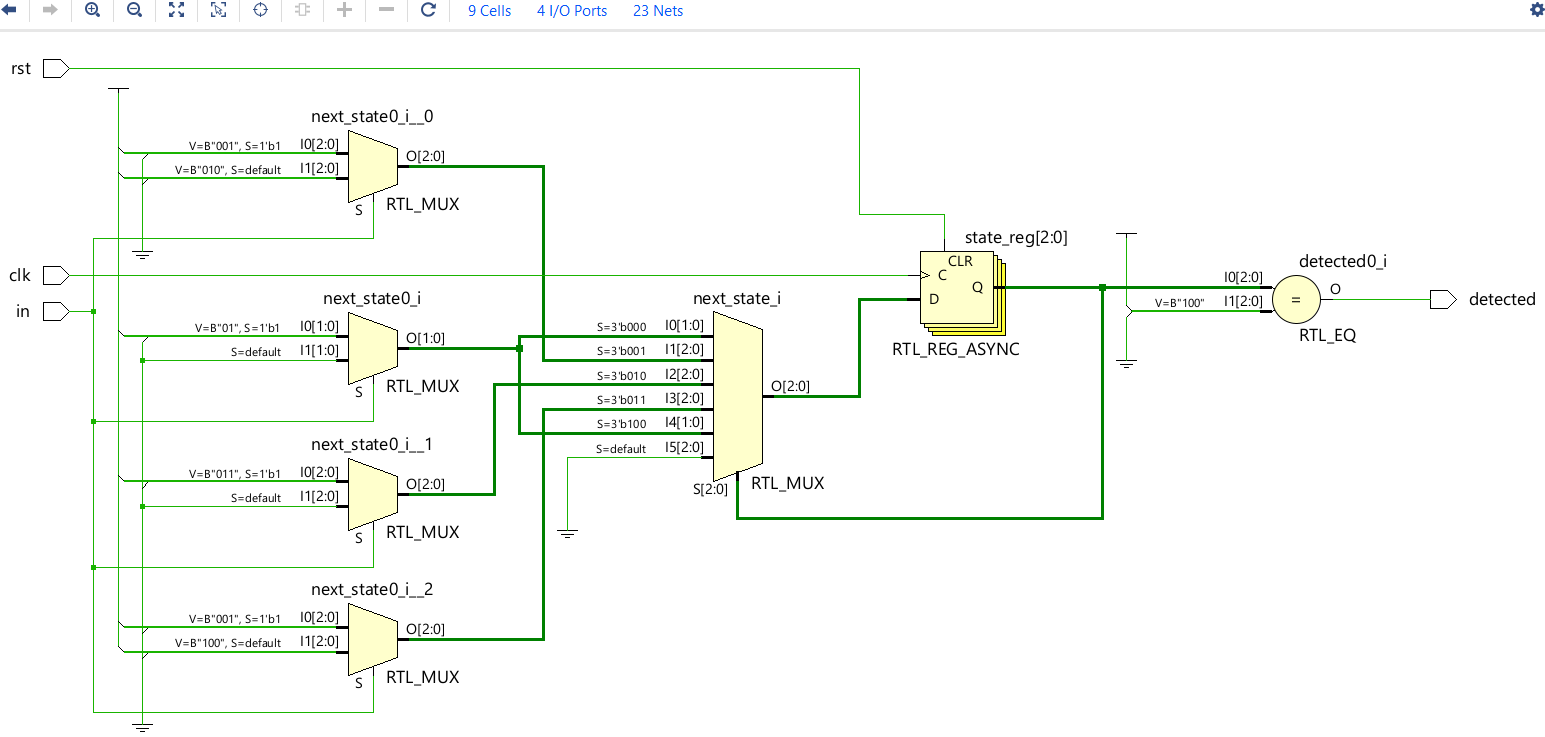 9 Cells 4 I/O Ports 23 Nets
rst
next_state0_i__0
V=B"001", S=1'b1 I0[2:0]
V=B"010", S=default I1[2:0]
O[2:0]
S
RTL_MUX
clk
in
next_state0_i
V=B"01", S=1'b1 I0[1:0]
S=default I1[1:0]
O[1:0]
S
RTL_MUX
next_state0_i__1
V=B"011", S=1'b1 I0[2:0]
S=default I1[2:0]
O[2:0]
S
RTL_MUX
next_state0_i__2
V=B"001", S=1'b1 I0[2:0]
V=B"100", S=default I1[2:0]
O[2:0]
S
RTL_MUX
next_state_i
S=3'b000 I0[1:0]
S=3'b001 I1[2:0]
S=3'b010 I2[2:0]
S=3'b011 I3[2:0]
S=3'b100 I4[1:0]
S=default I5[2:0]
O[2:0]
S[2:0]
RTL_MUX
state_reg[2:0]
CLR
C
D
Q
RTL_REG_ASYNC
detected0_i
I0[2:0]
V=B"100" I1[2:0]
=
O
RTL_EQ
detected